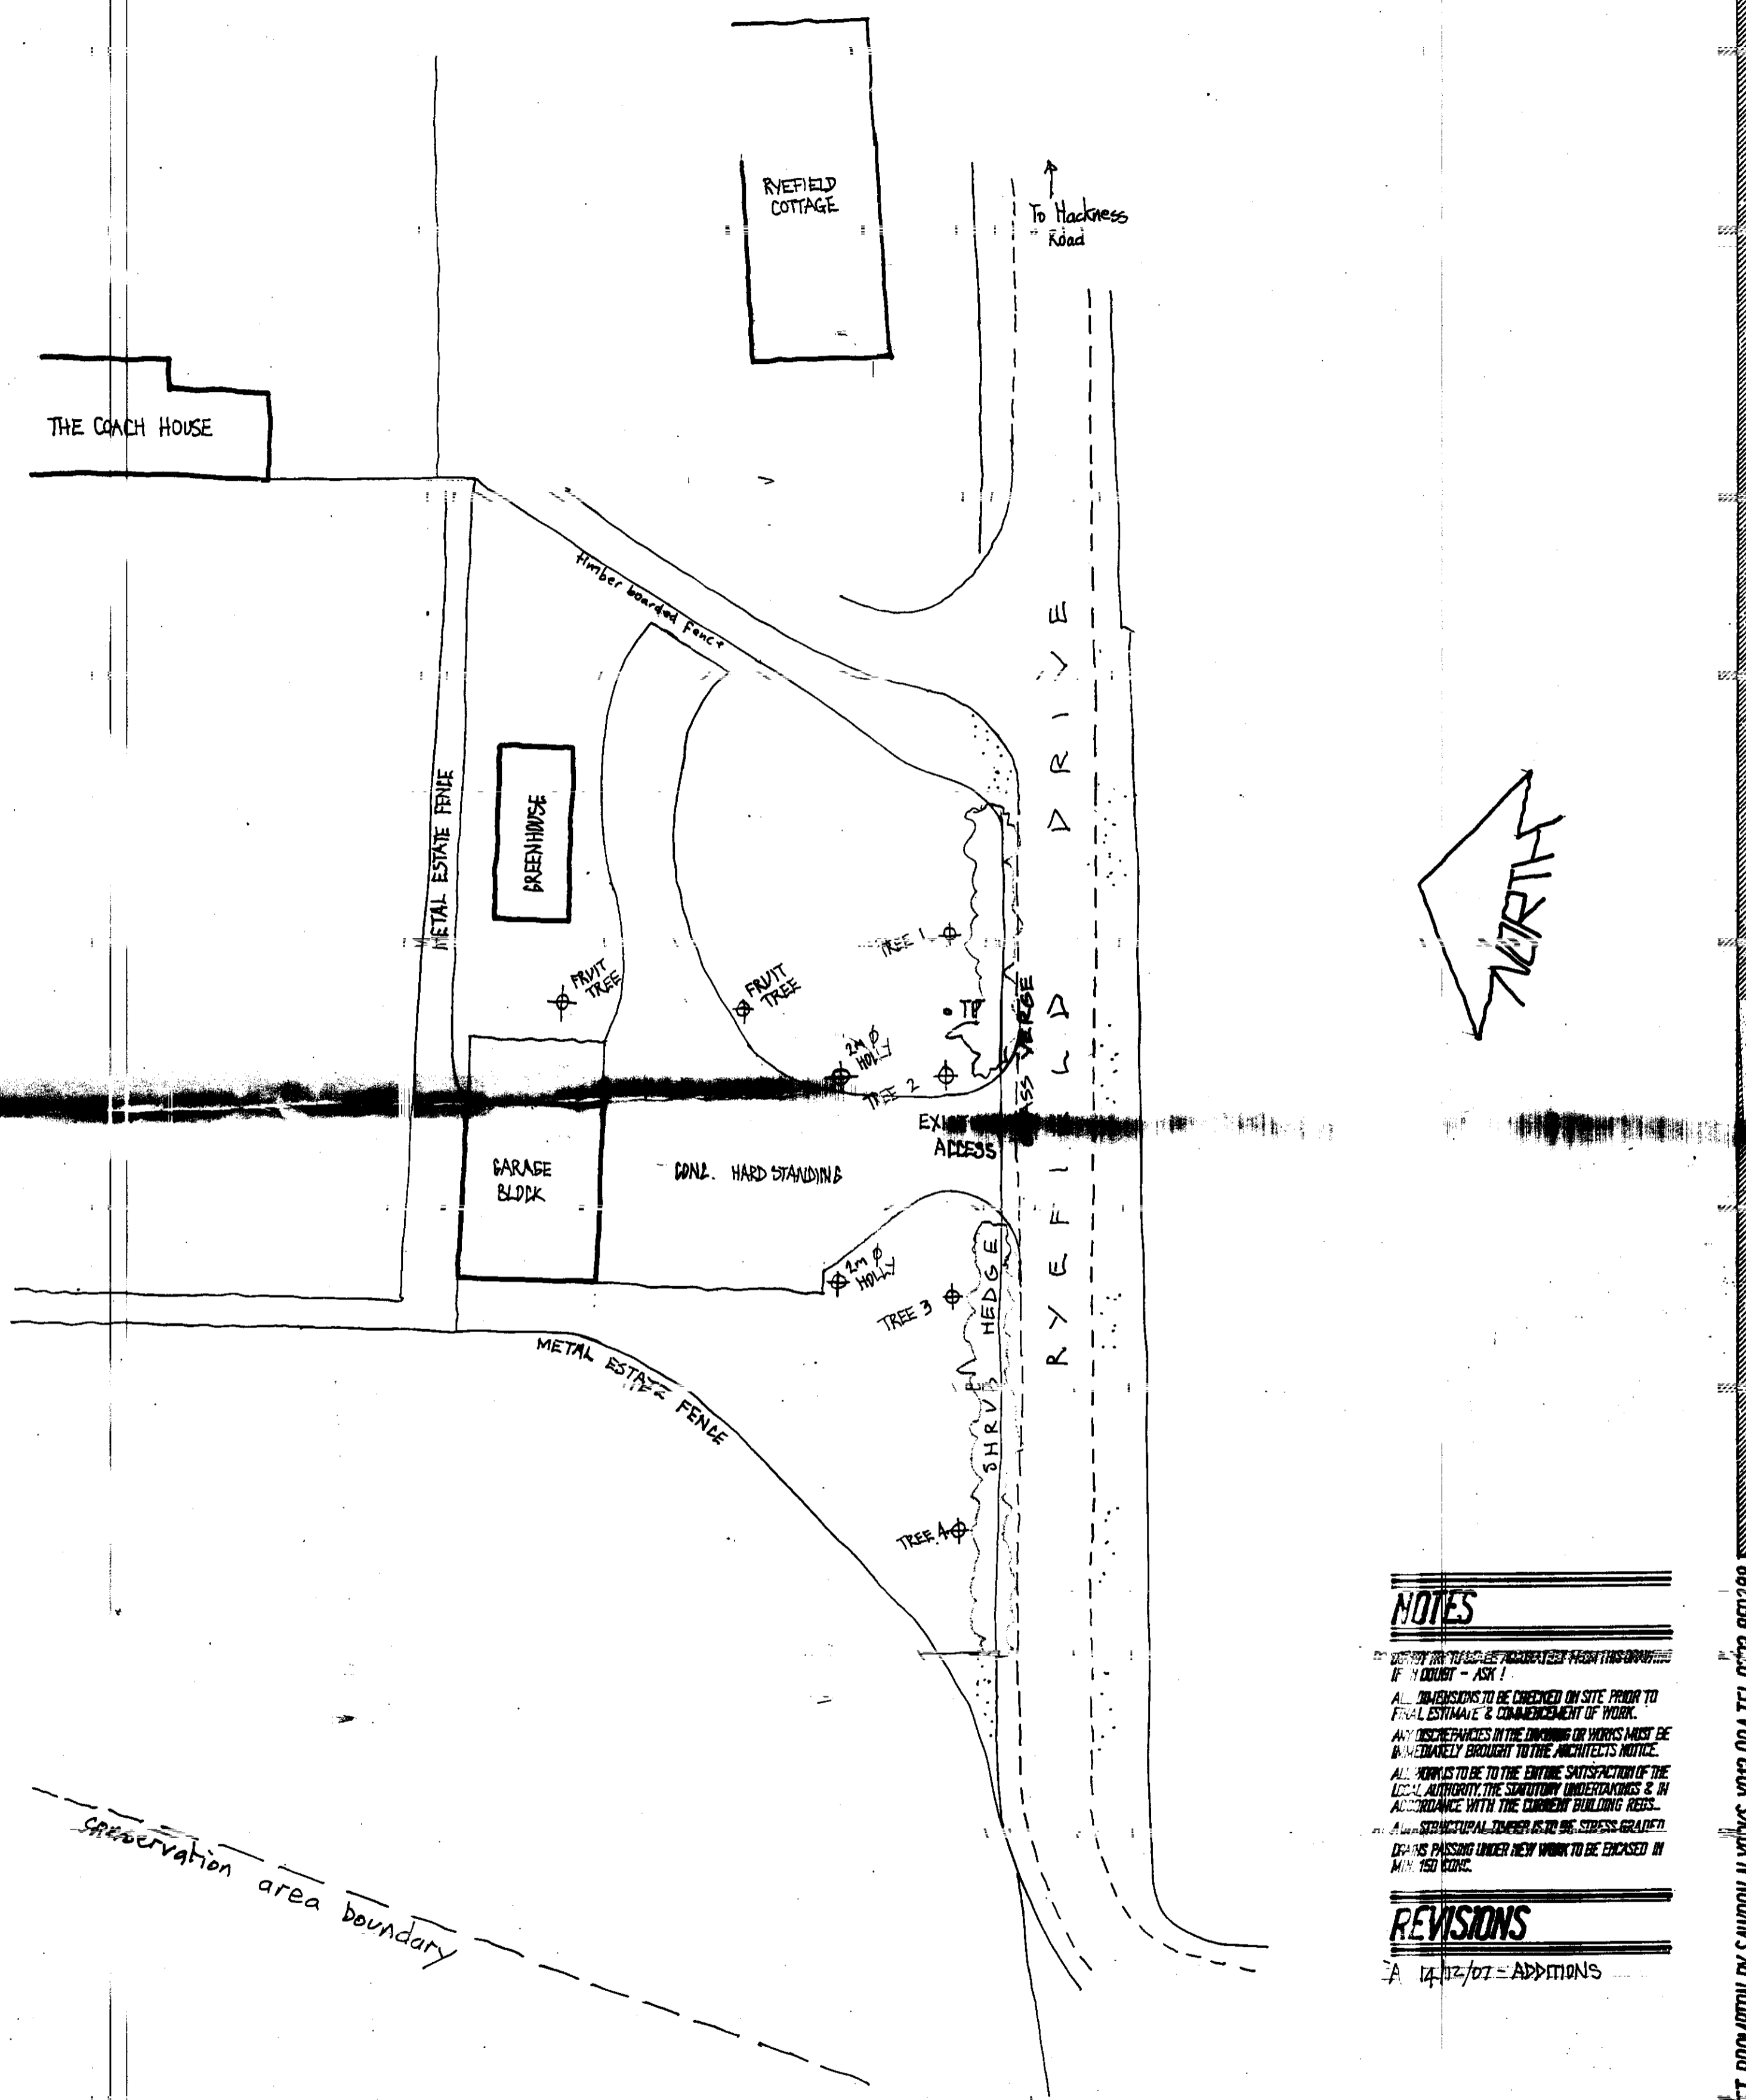 RYEFIELD
COTTAGE
To Hackness
Road
THE COACH HOUSE
timber boarded fence
METAL ESTATE FENCE
GREENHOUSE
RYEFIELD DRIVE
NORTH
TREE 1
FRUIT
TREE
FRUIT
TREE
TP
2M Ø
HOLLY
TREE 2
VERGE
ACCESS
GARAGE
BLOCK
CONC. HARD STANDING
2M Ø
HOLLY
TREE 3
SHRUB HEDGE
METAL ESTATE FENCE
TREE 4
conservation area boundary
NOTES
IF IN DOUBT - ASK !
ALL DIMENSIONS TO BE CHECKED ON SITE PRIOR TO
FINAL ESTIMATE & COMMENCEMENT OF WORK.
ANY DISCREPANCIES IN THE DRAWING OR WORKS MUST BE
IMMEDIATELY BROUGHT TO THE ARCHITECTS NOTICE.
ALL WORK IS TO BE TO THE ENTIRE SATISFACTION OF THE
LOCAL AUTHORITY, THE STATUTORY UNDERTAKINGS & IN
ACCORDANCE WITH THE CURRENT BUILDING REGS.
ALL STRUCTURAL TIMBER IS TO BE STRESS GRADED
DRAINS PASSING UNDER NEW WORK TO BE ENCASED IN
MIN. 150 CONC.
REVISIONS
A 14/12/07 - ADDITIONS